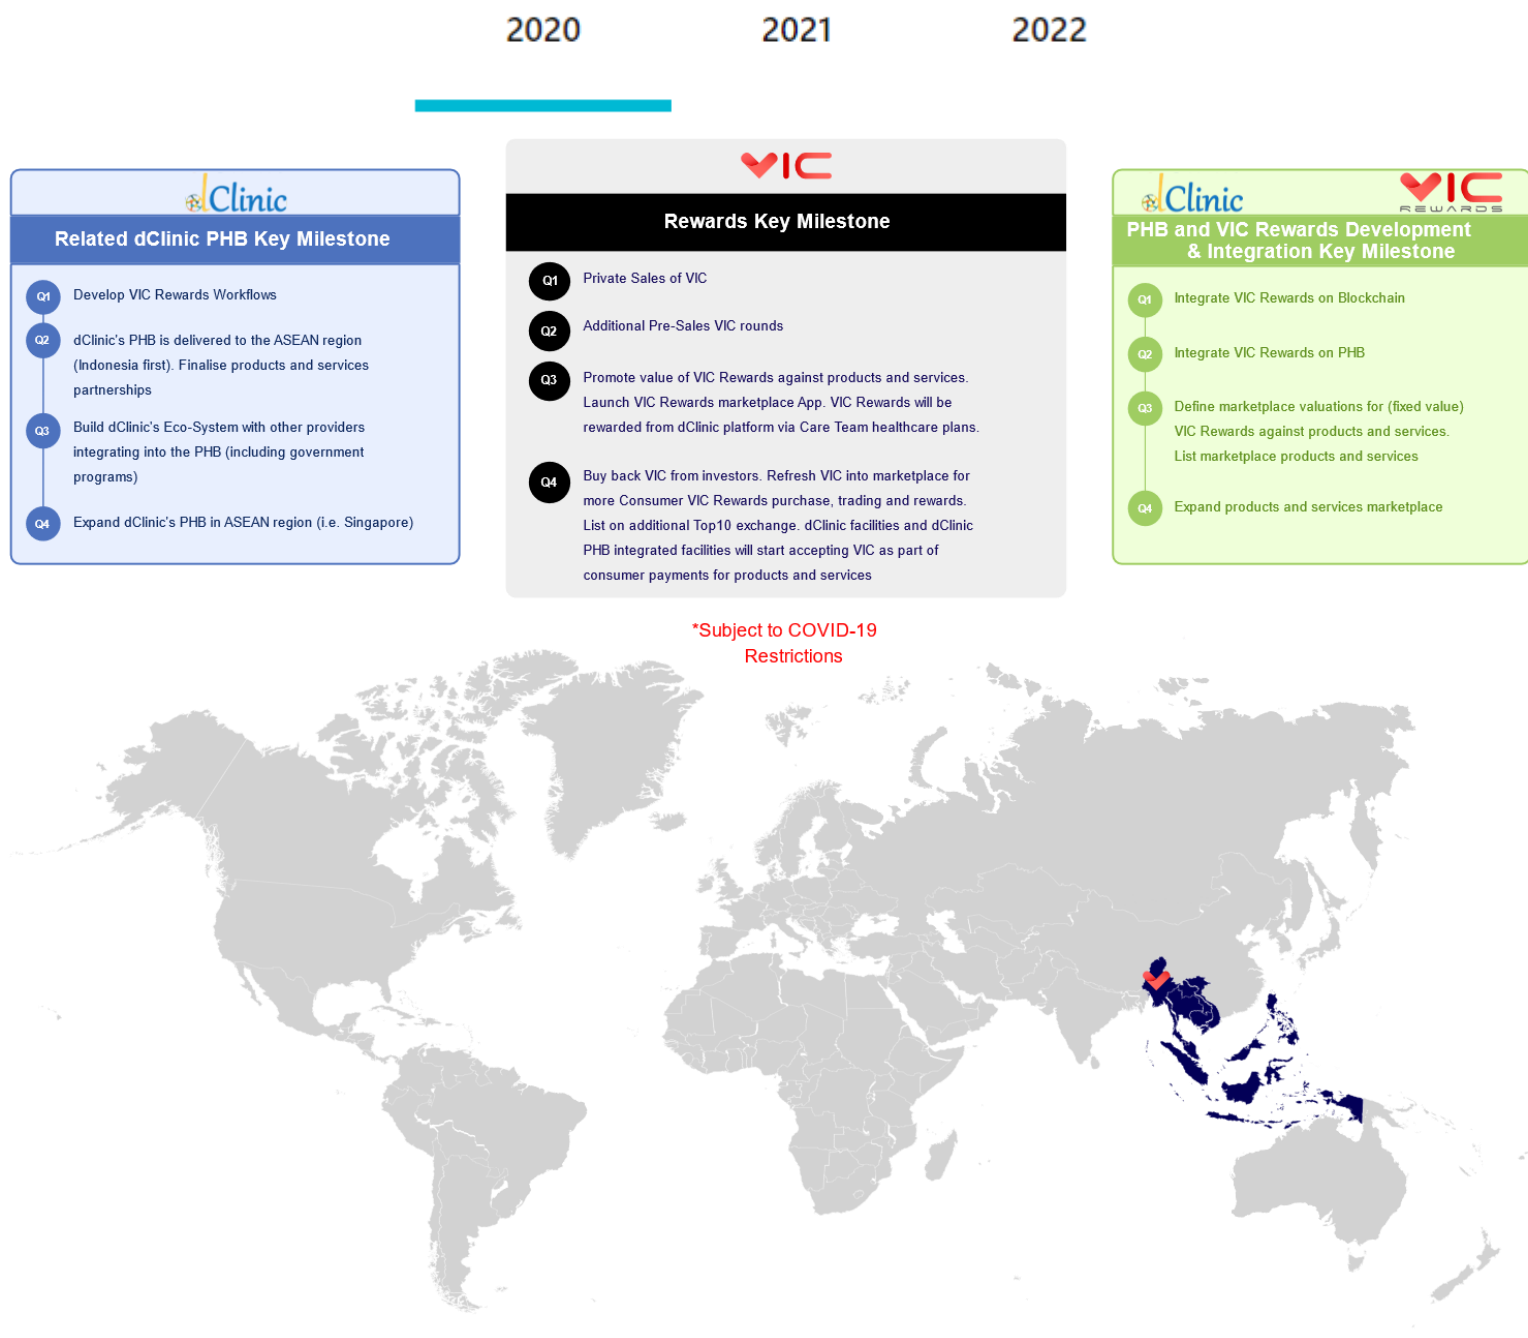 2020
2021
2022
dClinic
Related dClinic PHB Key Milestone
Q1
Develop VIC Rewards Workflows
Q2
dClinic's PHB is delivered to the ASEAN region
(Indonesia first). Finalise products and services
partnerships
Q3
Build dClinic's Eco-System with other providers
integrating into the PHB (including government
programs)
Q4
Expand dClinic's PHB in ASEAN region (i.e. Singapore)
VIC
Rewards Key Milestone
Q1
Private Sales of VIC
Q2
Additional Pre-Sales VIC rounds
Q3
Promote value of VIC Rewards against products and services.
Launch VIC Rewards marketplace App. VIC Rewards will be
rewarded from dClinic platform via Care Team healthcare plans.
Q4
Buy back VIC from investors. Refresh VIC into marketplace for
more Consumer VIC Rewards purchase, trading and rewards.
List on additional Top10 exchange. dClinic facilities and dClinic
PHB integrated facilities will start accepting VIC as part of
consumer payments for products and services
dClinic
VIC
REWARDS
PHB and VIC Rewards Development
& Integration Key Milestone
Q1
Integrate VIC Rewards on Blockchain
Q2
Integrate VIC Rewards on PHB
Q3
Define marketplace valuations for (fixed value)
VIC Rewards against products and services.
List marketplace products and services
Q4
Expand products and services marketplace
*Subject to COVID-19
Restrictions